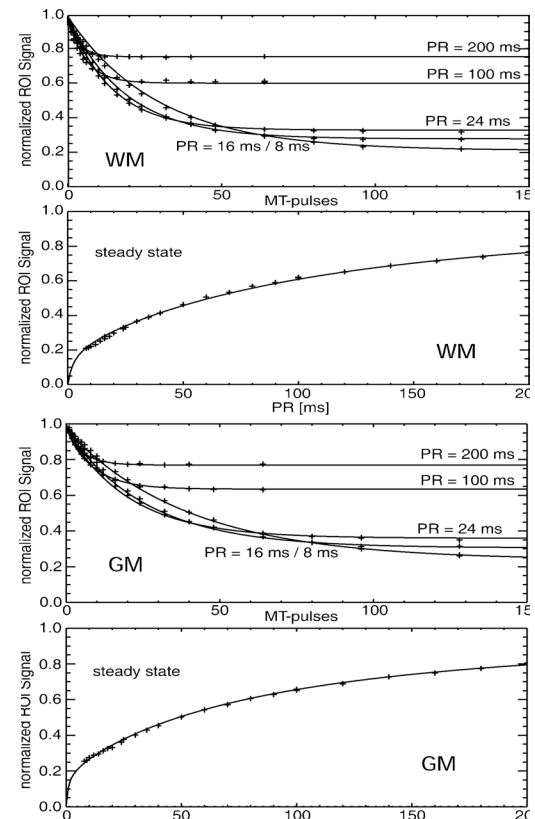 normalized ROI Signal
1.0
0.8
0.6
0.4
0.2
0.0
PR = 200 ms
PR = 100 ms
PR = 24 ms
PR = 16 ms / 8 ms
WM
0 50 100 15
MT-pulses
normalized ROI Signal
1.0
0.8
0.6
0.4
0.2
0.0
steady state
WM
0 50 100 150 20
PR [ms]
normalized ROI Signal
1.0
0.8
0.6
0.4
0.2
0.0
PR = 200 ms
PR = 100 ms
PR = 24 ms
PR = 16 ms / 8 ms
GM
0 50 100 15
MT-pulses
normalized ROI Signal
1.0
0.8
0.6
0.4
0.2
0.0
steady state
GM
0 50 100 150 20